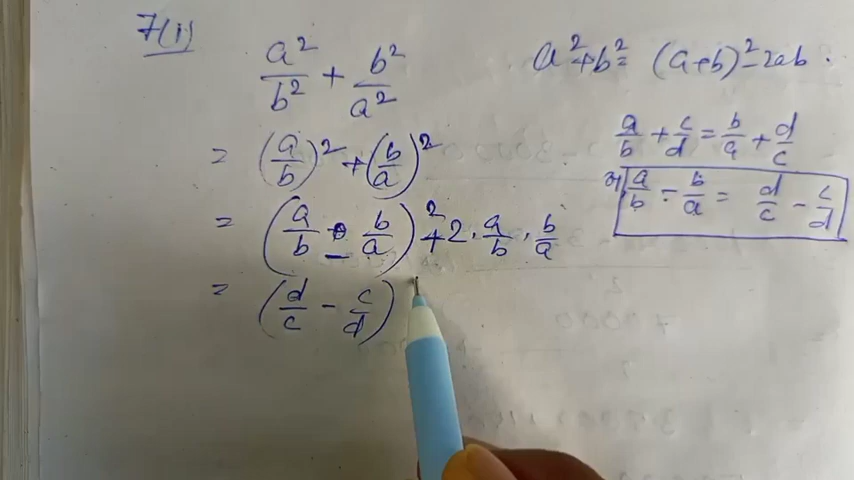 7(i)
a²/b² + b²/a²
= (a/b)² + (b/a)²
= (a/b - b/a)² + 2 · a/b · b/a
= (d/c - c/d)
a² + b² = (a+b)² - 2ab.
a/b + c/d = b/a + d/c
a/b - b/a = d/c - c/d